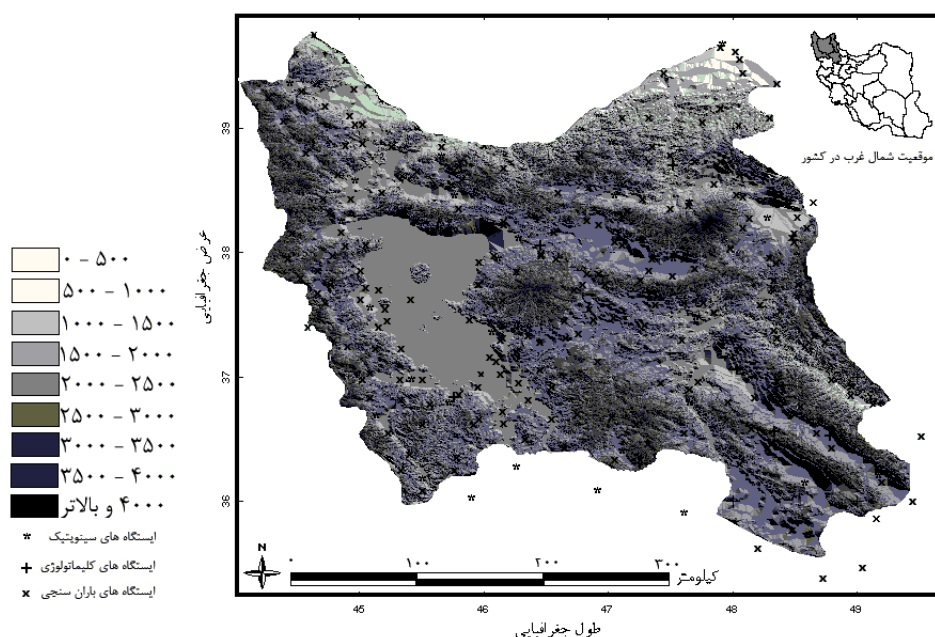 موقعیت شمال غرب در کشور
39
38
37
36
عرض جغرافیایی
۰ - ۵۰۰
۵۰۰ - ۱۰۰۰
۱۰۰۰ - ۱۵۰۰
۱۵۰۰ - ۲۰۰۰
۲۰۰۰ - ۲۵۰۰
۲۵۰۰ - ۳۰۰۰
۳۰۰۰ - ۳۵۰۰
۳۵۰۰ - ۴۰۰۰
۴۰۰۰ و بالاتر
ایستگاه های سینوپتیک
ایستگاه های کلیماتولوژی
ایستگاه های باران سنجی
N
۰ ۱۰۰ ۲۰۰ ۳۰۰
کیلومتر
45 46 47 48 49
طول جغرافیایی